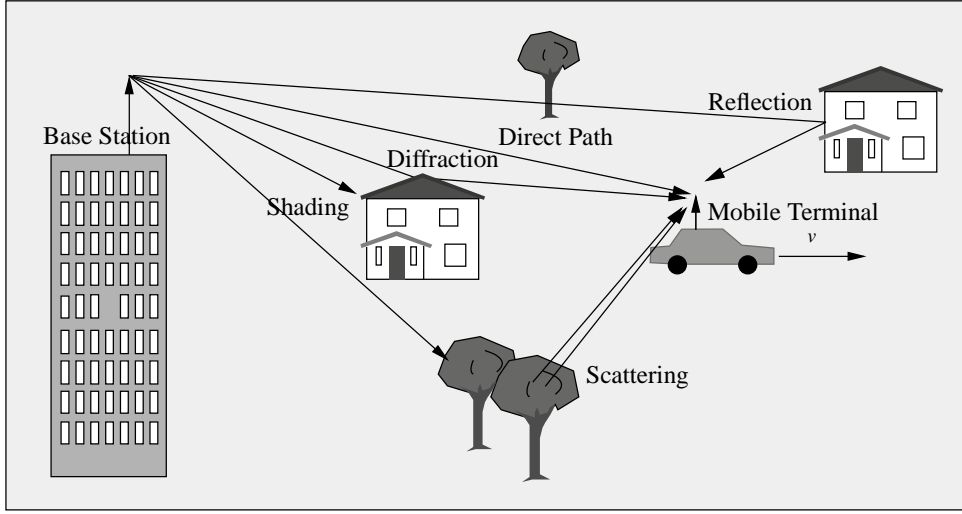 Reflection
Base Station
Direct Path
Diffraction
Shading
Mobile Terminal
v
Scattering